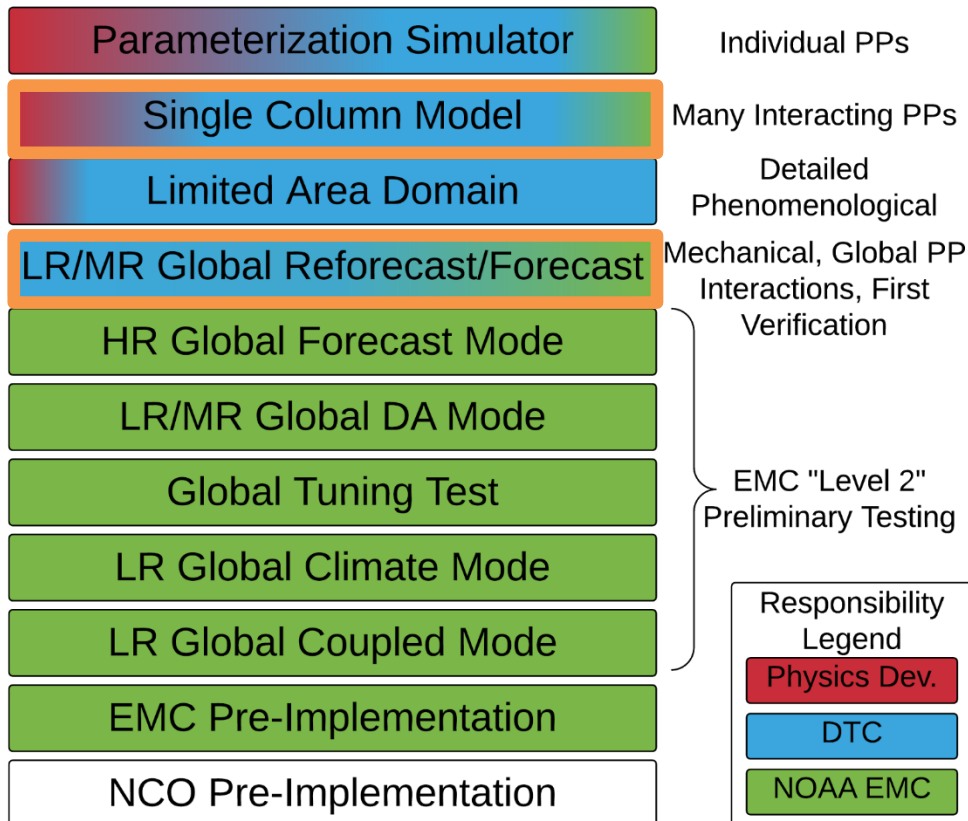 Parameterization Simulator
Individual PPs
Single Column Model
Many Interacting PPs
Limited Area Domain
Detailed
Phenomenological
LR/MR Global Reforecast/Forecast
Mechanical, Global PP
Interactions, First
Verification
HR Global Forecast Mode
LR/MR Global DA Mode
Global Tuning Test
LR Global Climate Mode
LR Global Coupled Mode
EMC "Level 2"
Preliminary Testing
EMC Pre-Implementation
NCO Pre-Implementation
Responsibility
Legend
Physics Dev.
DTC
NOAA EMC